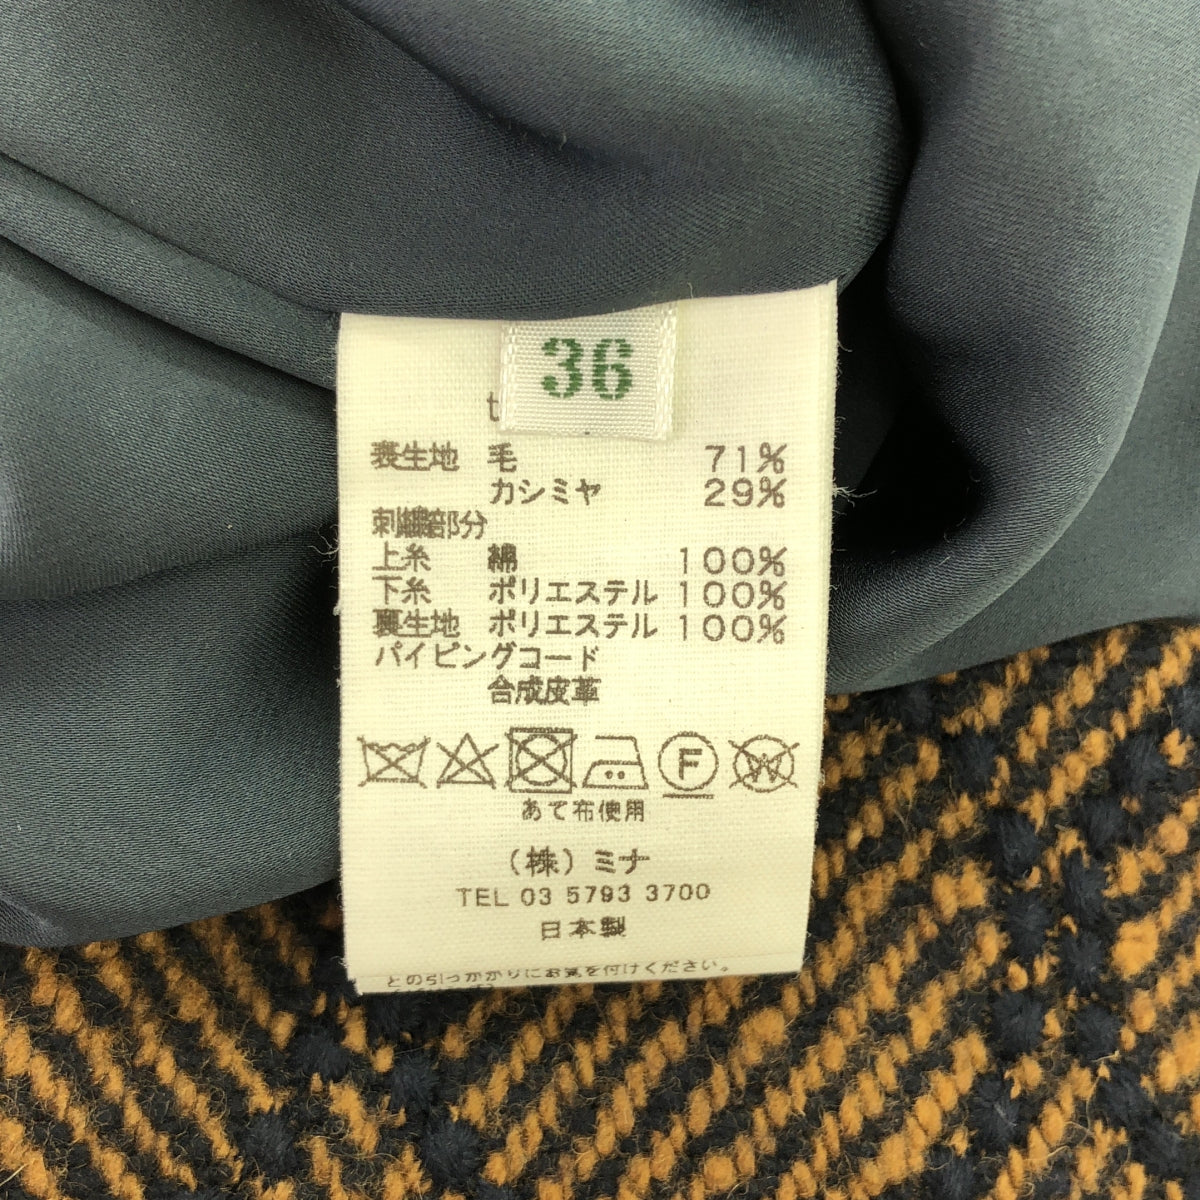 36
t
表生地 毛 71%
カシミヤ 29%
刺繍部分
上糸 綿 100%
下糸 ポリエステル 100%
裏生地 ポリエステル 100%
パイピングコード
合成皮革
F W
あて布使用
(株)ミナ
TEL 03 5793 3700
日本製
との引っかかりにお気を付けください。